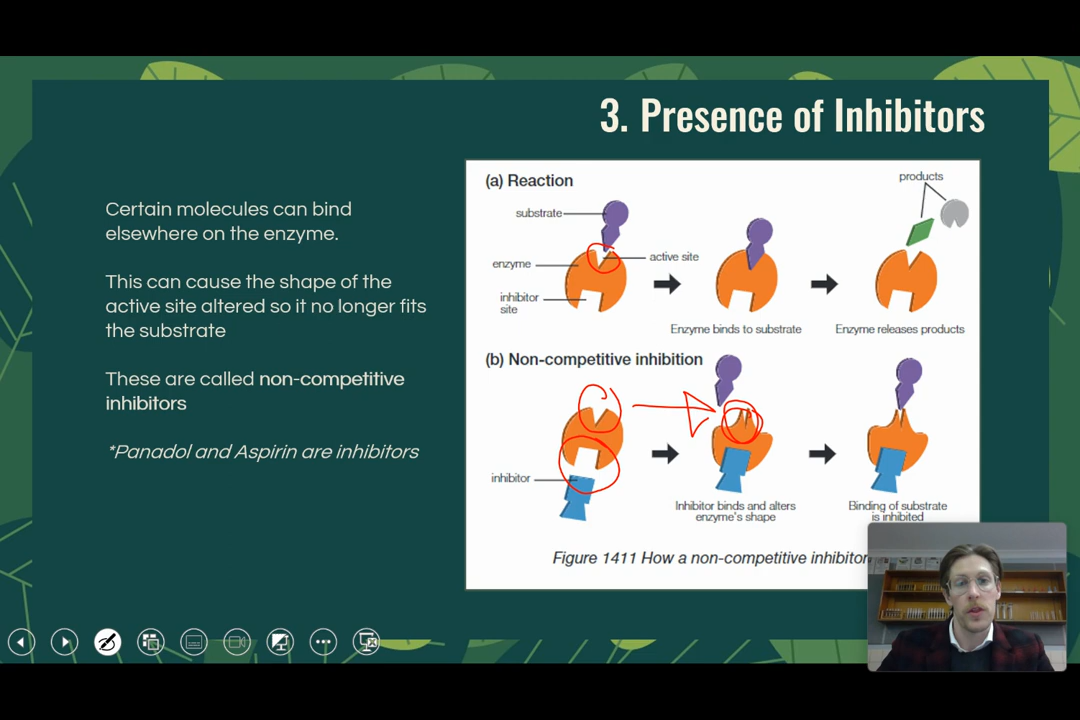 3. Presence of Inhibitors
Certain molecules can bind
elsewhere on the enzyme.
This can cause the shape of the
active site altered so it no longer fits
the substrate
These are called non-competitive
inhibitors
*Panadol and Aspirin are inhibitors
(a) Reaction
products
substrate
enzyme
active site
inhibitor
site
Enzyme binds to substrate
Enzyme releases products
(b) Non-competitive inhibition
inhibitor
Inhibitor binds and alters
enzyme's shape
Binding of substrate
is inhibited
Figure 1411 How a non-competitive inhibitor